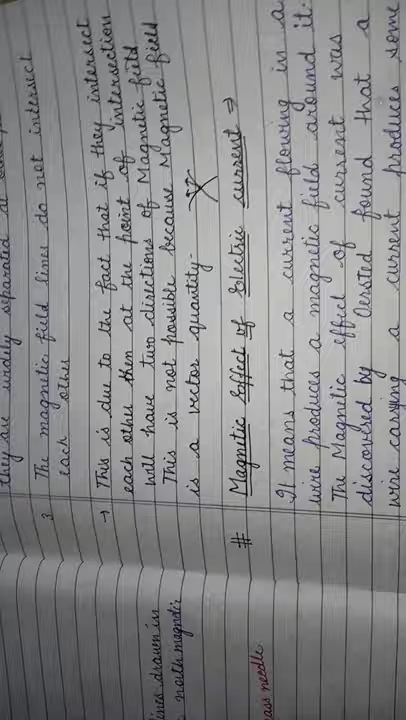 they are widely separated at
3 The magnetic field lines do not intersect
each other
→ This is due to the fact that if they intersect
each other then at the point of intersection
will have two directions of Magnetic field
This is not possible because Magnetic field
is a vector quantity.
# Magnetic Effect of Electric current ⇒
It means that a current flowing in a
wire produces a magnetic field around it.
The Magnetic effect of current was
discovered by Oersted found that a
wire carrying a current produces some
lines drawn in
north magnetic
pass needle